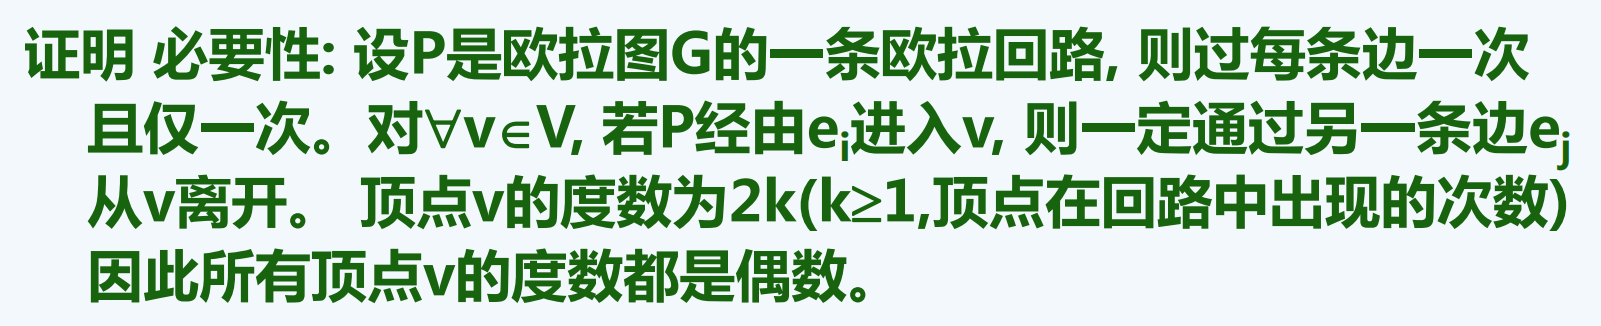 证明 必要性: 设P是欧拉图G的一条欧拉回路, 则过每条边一次
且仅一次。对∀v∈V, 若P经由ei进入v, 则一定通过另一条边ej
从v离开。 顶点v的度数为2k(k≥1,顶点在回路中出现的次数)
因此所有顶点v的度数都是偶数。